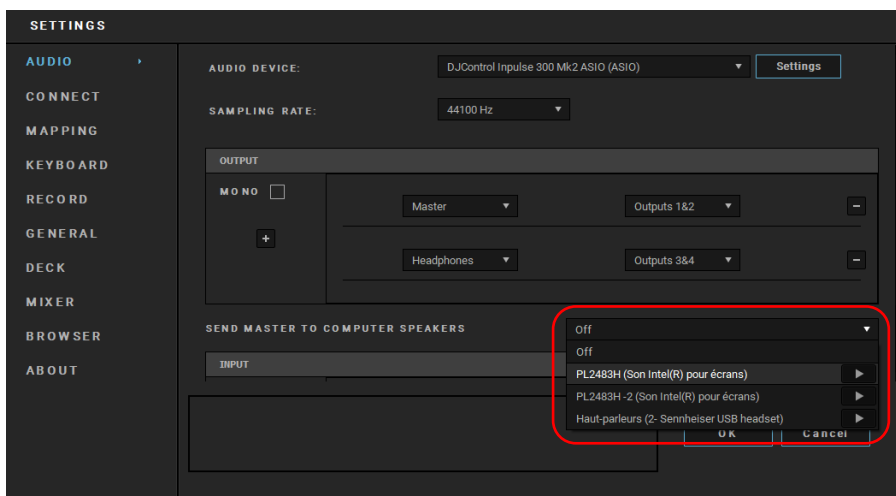 SETTINGS
AUDIO
CONNECT
MAPPING
KEYBOARD
RECORD
GENERAL
DECK
MIXER
BROWSER
ABOUT
AUDIO DEVICE: DJControl Inpulse 300 Mk2 ASIO (ASIO) Settings
SAMPLING RATE: 44100 Hz
OUTPUT
MONO
+
Master Outputs 1&2 −
Headphones Outputs 3&4 −
SEND MASTER TO COMPUTER SPEAKERS Off
Off
PL2483H (Son Intel(R) pour écrans)
PL2483H -2 (Son Intel(R) pour écrans)
Haut-parleurs (2- Sennheiser USB headset)
INPUT
OK Cancel